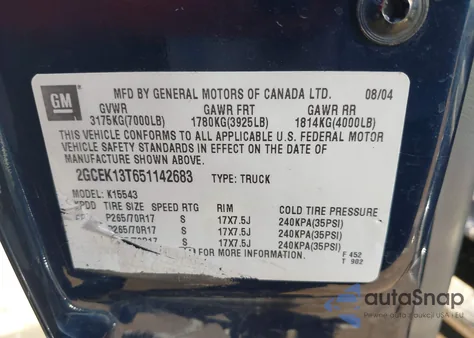 GM
MFD BY GENERAL MOTORS OF CANADA LTD. 08/04
GVWR GAWR FRT GAWR RR
3175KG(7000LB) 1780KG(3925LB) 1814KG(4000LB)
THIS VEHICLE CONFORMS TO ALL APPLICABLE U.S. FEDERAL MOTOR
VEHICLE SAFETY STANDARDS IN EFFECT ON THE DATE OF
MANUFACTURE SHOWN ABOVE.
2GCEK13T651142683 TYPE: TRUCK
MODEL: K15543
TIRE SIZE SPEED RTG RIM COLD TIRE PRESSURE
P265/70R17 S 17X7.5J 240KPA(35PSI)
P265/70R17 S 17X7.5J 240KPA(35PSI)
S 17X7.5J 240KPA(35PSI)
FOR MORE INFORMATION F 452
T 902
autoSnap